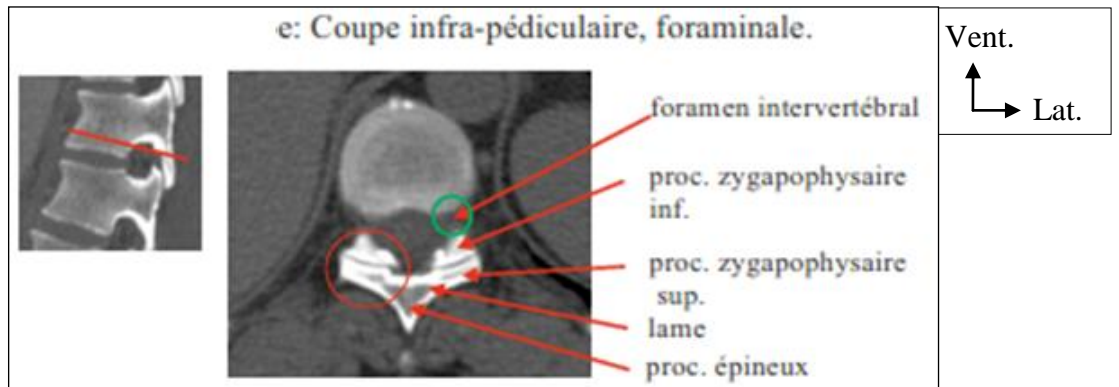 e: Coupe infra-pédiculaire, foraminale.
Vent.
Lat.
foramen intervertébral
proc. zygapophysaire
inf.
proc. zygapophysaire
sup.
lame
proc. épineux